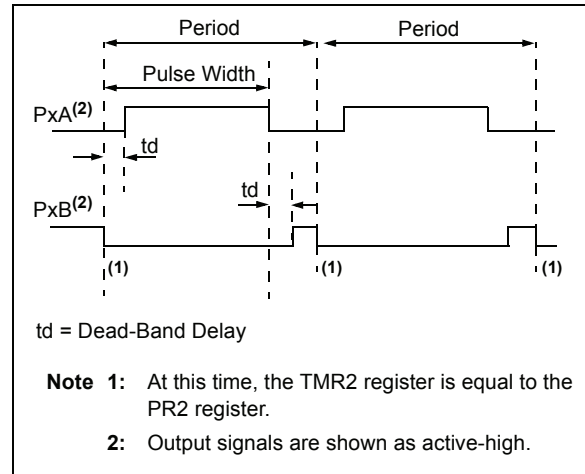 Period Period
Pulse Width
PxA(2)
td
td
PxB(2)
(1) (1) (1)
td = Dead-Band Delay
Note 1: At this time, the TMR2 register is equal to the
PR2 register.
2: Output signals are shown as active-high.